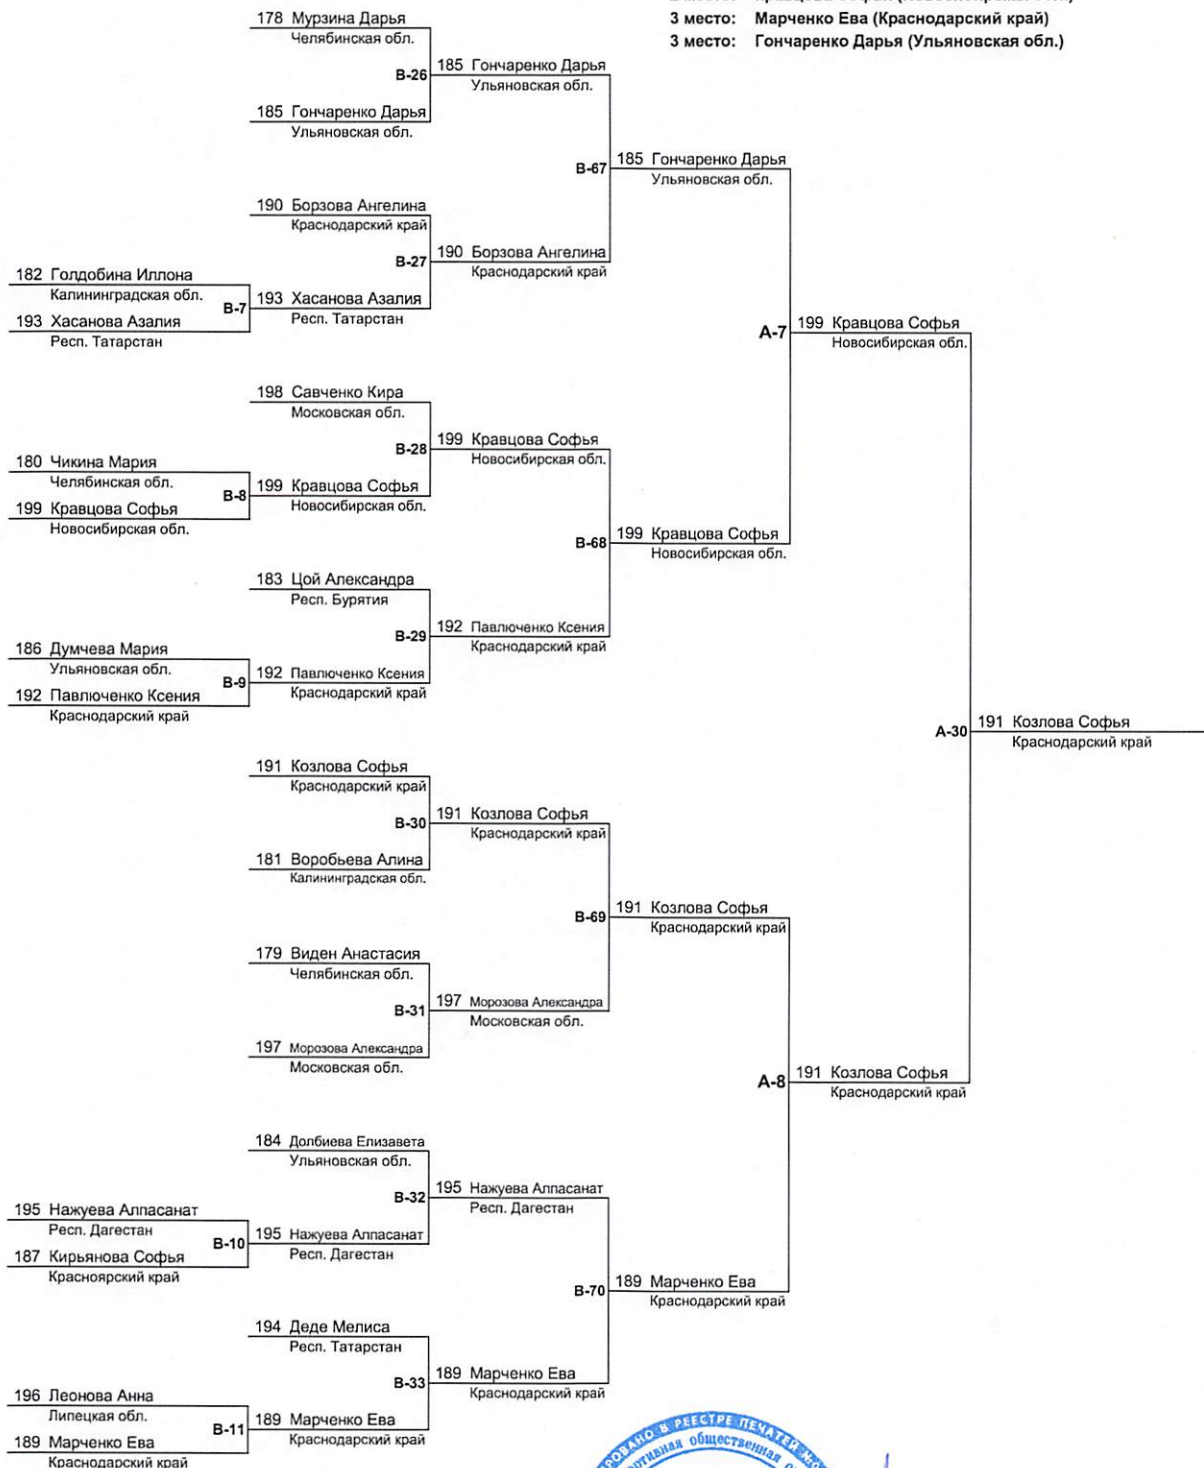 3 место: Марченко Ева (Краснодарский край)
3 место: Гончаренко Дарья (Ульяновская обл.)
178 Мурзина Дарья
Челябинская обл.
B-26
185 Гончаренко Дарья
Ульяновская обл.
185 Гончаренко Дарья
Ульяновская обл.
B-67
185 Гончаренко Дарья
Ульяновская обл.
190 Борзова Ангелина
Краснодарский край
B-27
190 Борзова Ангелина
Краснодарский край
182 Голдобина Иллона
Калининградская обл.
B-7
193 Хасанова Азалия
Респ. Татарстан
193 Хасанова Азалия
Респ. Татарстан
A-7
199 Кравцова Софья
Новосибирская обл.
198 Савченко Кира
Московская обл.
B-28
199 Кравцова Софья
Новосибирская обл.
180 Чикина Мария
Челябинская обл.
B-8
199 Кравцова Софья
Новосибирская обл.
199 Кравцова Софья
Новосибирская обл.
B-68
199 Кравцова Софья
Новосибирская обл.
183 Цой Александра
Респ. Бурятия
B-29
192 Павлюченко Ксения
Краснодарский край
186 Думчева Мария
Ульяновская обл.
B-9
192 Павлюченко Ксения
Краснодарский край
192 Павлюченко Ксения
Краснодарский край
A-30
191 Козлова Софья
Краснодарский край
191 Козлова Софья
Краснодарский край
B-30
191 Козлова Софья
Краснодарский край
181 Воробьева Алина
Калининградская обл.
B-69
191 Козлова Софья
Краснодарский край
179 Виден Анастасия
Челябинская обл.
B-31
197 Морозова Александра
Московская обл.
197 Морозова Александра
Московская обл.
A-8
191 Козлова Софья
Краснодарский край
184 Долбиева Елизавета
Ульяновская обл.
B-32
195 Нажуева Алпасанат
Респ. Дагестан
195 Нажуева Алпасанат
Респ. Дагестан
B-10
195 Нажуева Алпасанат
Респ. Дагестан
187 Кирьянова Софья
Красноярский край
B-70
189 Марченко Ева
Краснодарский край
194 Деде Мелиса
Респ. Татарстан
B-33
189 Марченко Ева
Краснодарский край
196 Леонова Анна
Липецкая обл.
B-11
189 Марченко Ева
Краснодарский край
189 Марченко Ева
Краснодарский край
В РЕЕСТРЕ ПЕЧАТЕЙ
общественная